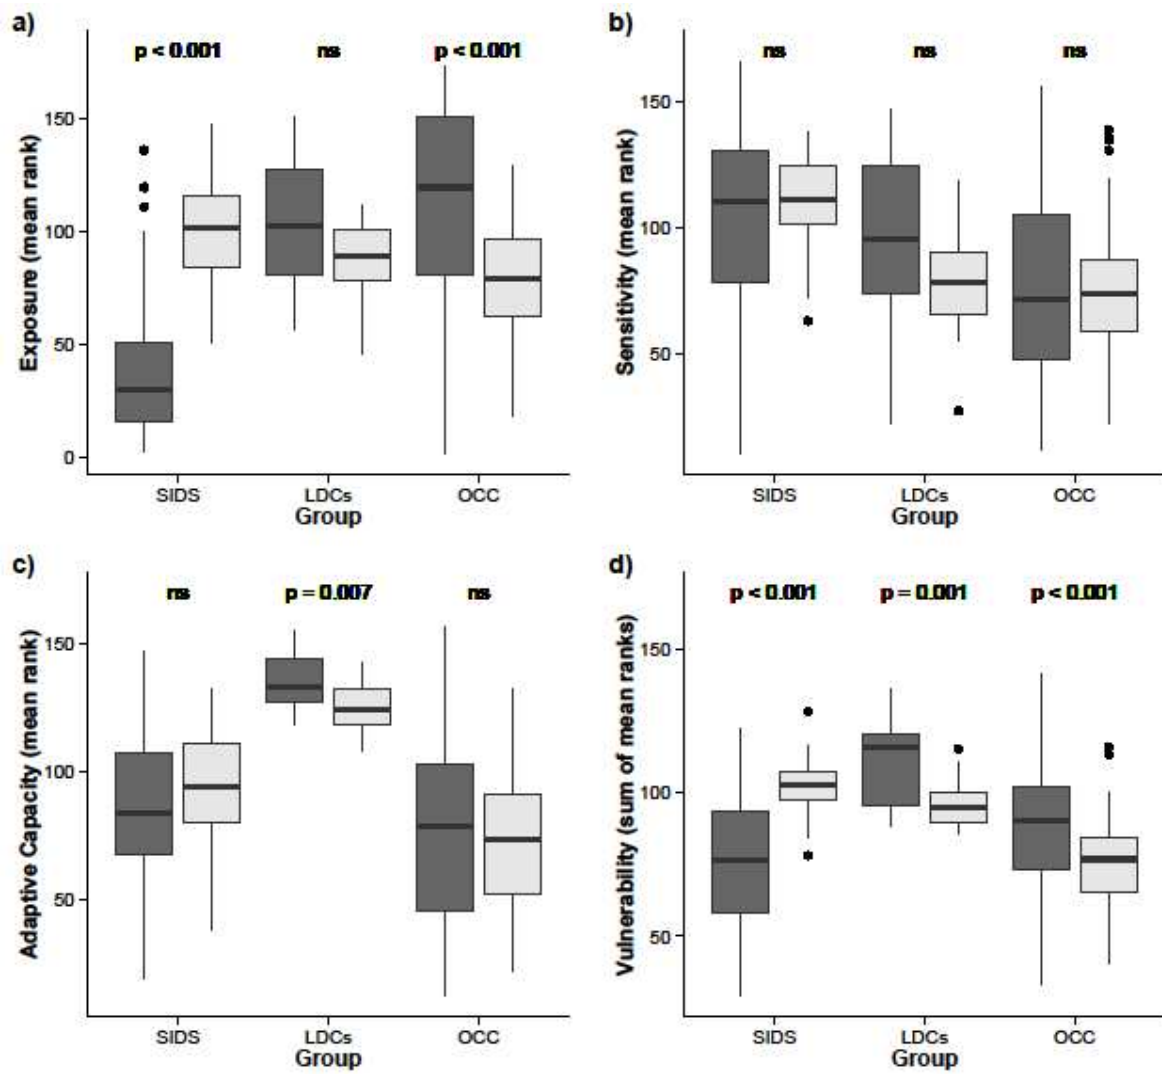 a)
p < 0.001 ns p < 0.001
Exposure (mean rank)
150
100
50
0
SIDS LDCs OCC
Group
b)
ns ns ns
Sensitivity (mean rank)
150
100
50
SIDS LDCs OCC
Group
c)
ns p = 0.007 ns
Adaptive Capacity (mean rank)
150
100
50
SIDS LDCs OCC
Group
d)
p < 0.001 p = 0.001 p < 0.001
Vulnerability (sum of mean ranks)
150
100
50
SIDS LDCs OCC
Group